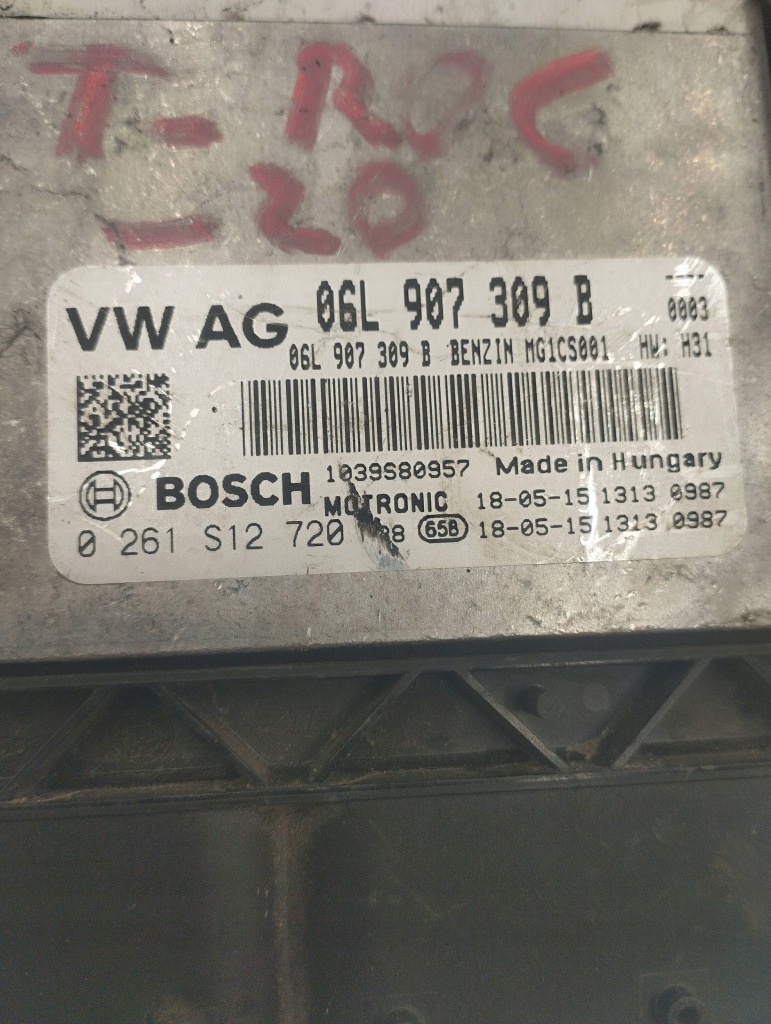 T-ROC
-20
VW AG 06L 907 309 B ----
0003
06L 907 309 B BENZIN MG1CS001 HW: H31
1039S80957 Made in Hungary
BOSCH MOTRONIC 18-05-15 1313 0987
0 261 S12 720 65B 18-05-15 1313 0987